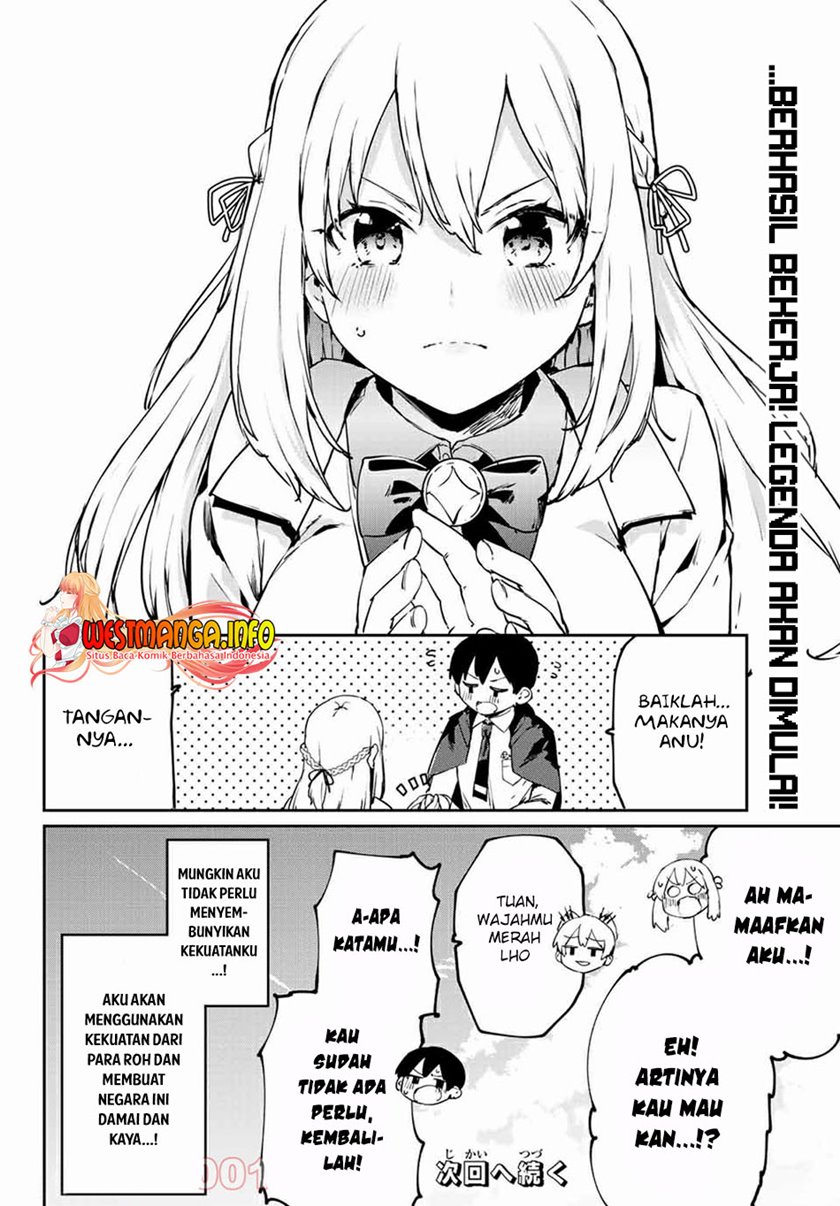 ...BERHASIL BEKERJA! LEGENDA AKAN DIMULAI!
WESTMANGA.INFO
Situs Baca Komik Berbahasa Indonesia
BAIKLAH...
MAKANYA
ANU!
TANGAN-
NYA...
AH MA-
MAAFKAN
AKU...!
EH!
ARTINYA
KAU MAU
KAN...!?
TUAN,
WAJAHMU
MERAH
LHO
A-APA
KATAMU...!
KAU
SUDAH
TIDAK ADA
PERLU,
KEMBALI-
LAH!
MUNGKIN AKU
TIDAK PERLU
MENYEM-
BUNYIKAN
KEKUATANKU
...!
AKU AKAN
MENGGUNAKAN
KEKUATAN DARI
PARA ROH DAN
MEMBUAT
NEGARA INI
DAMAI DAN
KAYA...!
001
じかい つづ
次回へ続く